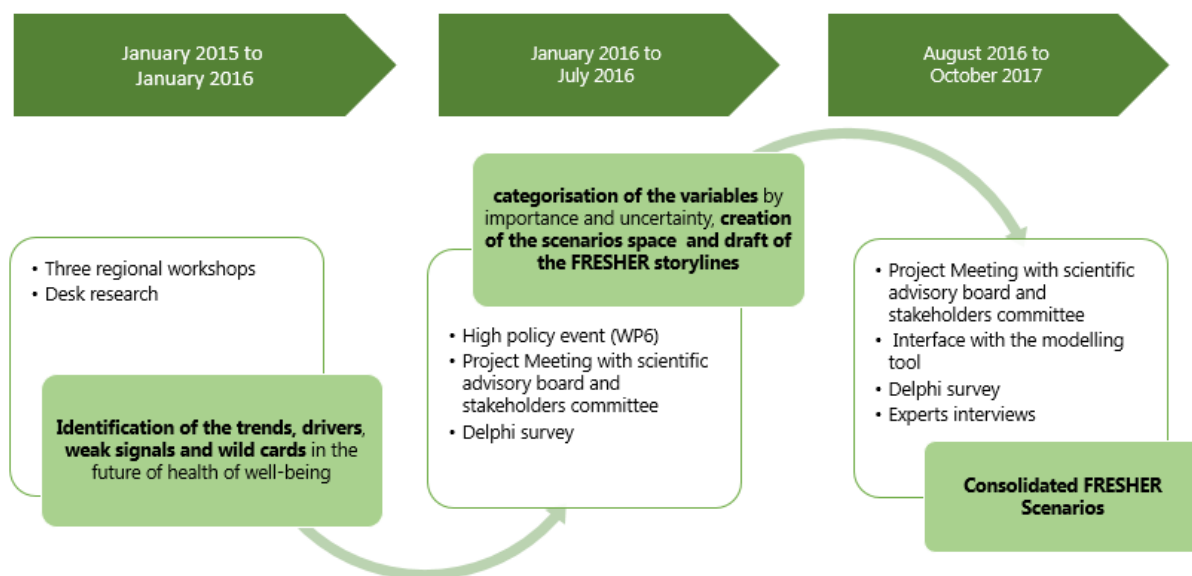 January 2015 to
January 2016
January 2016 to
July 2016
August 2016 to
October 2017
• Three regional workshops
• Desk research
Identification of the trends, drivers,
weak signals and wild cards in the
future of health of well-being
categorisation of the variables by
importance and uncertainty, creation
of the scenarios space and draft of
the FRESHER storylines
• High policy event (WP6)
• Project Meeting with scientific
advisory board and
stakeholders committee
• Delphi survey
• Project Meeting with scientific
advisory board and
stakeholders committee
• Interface with the modelling
tool
• Delphi survey
• Experts interviews
Consolidated FRESHER
Scenarios